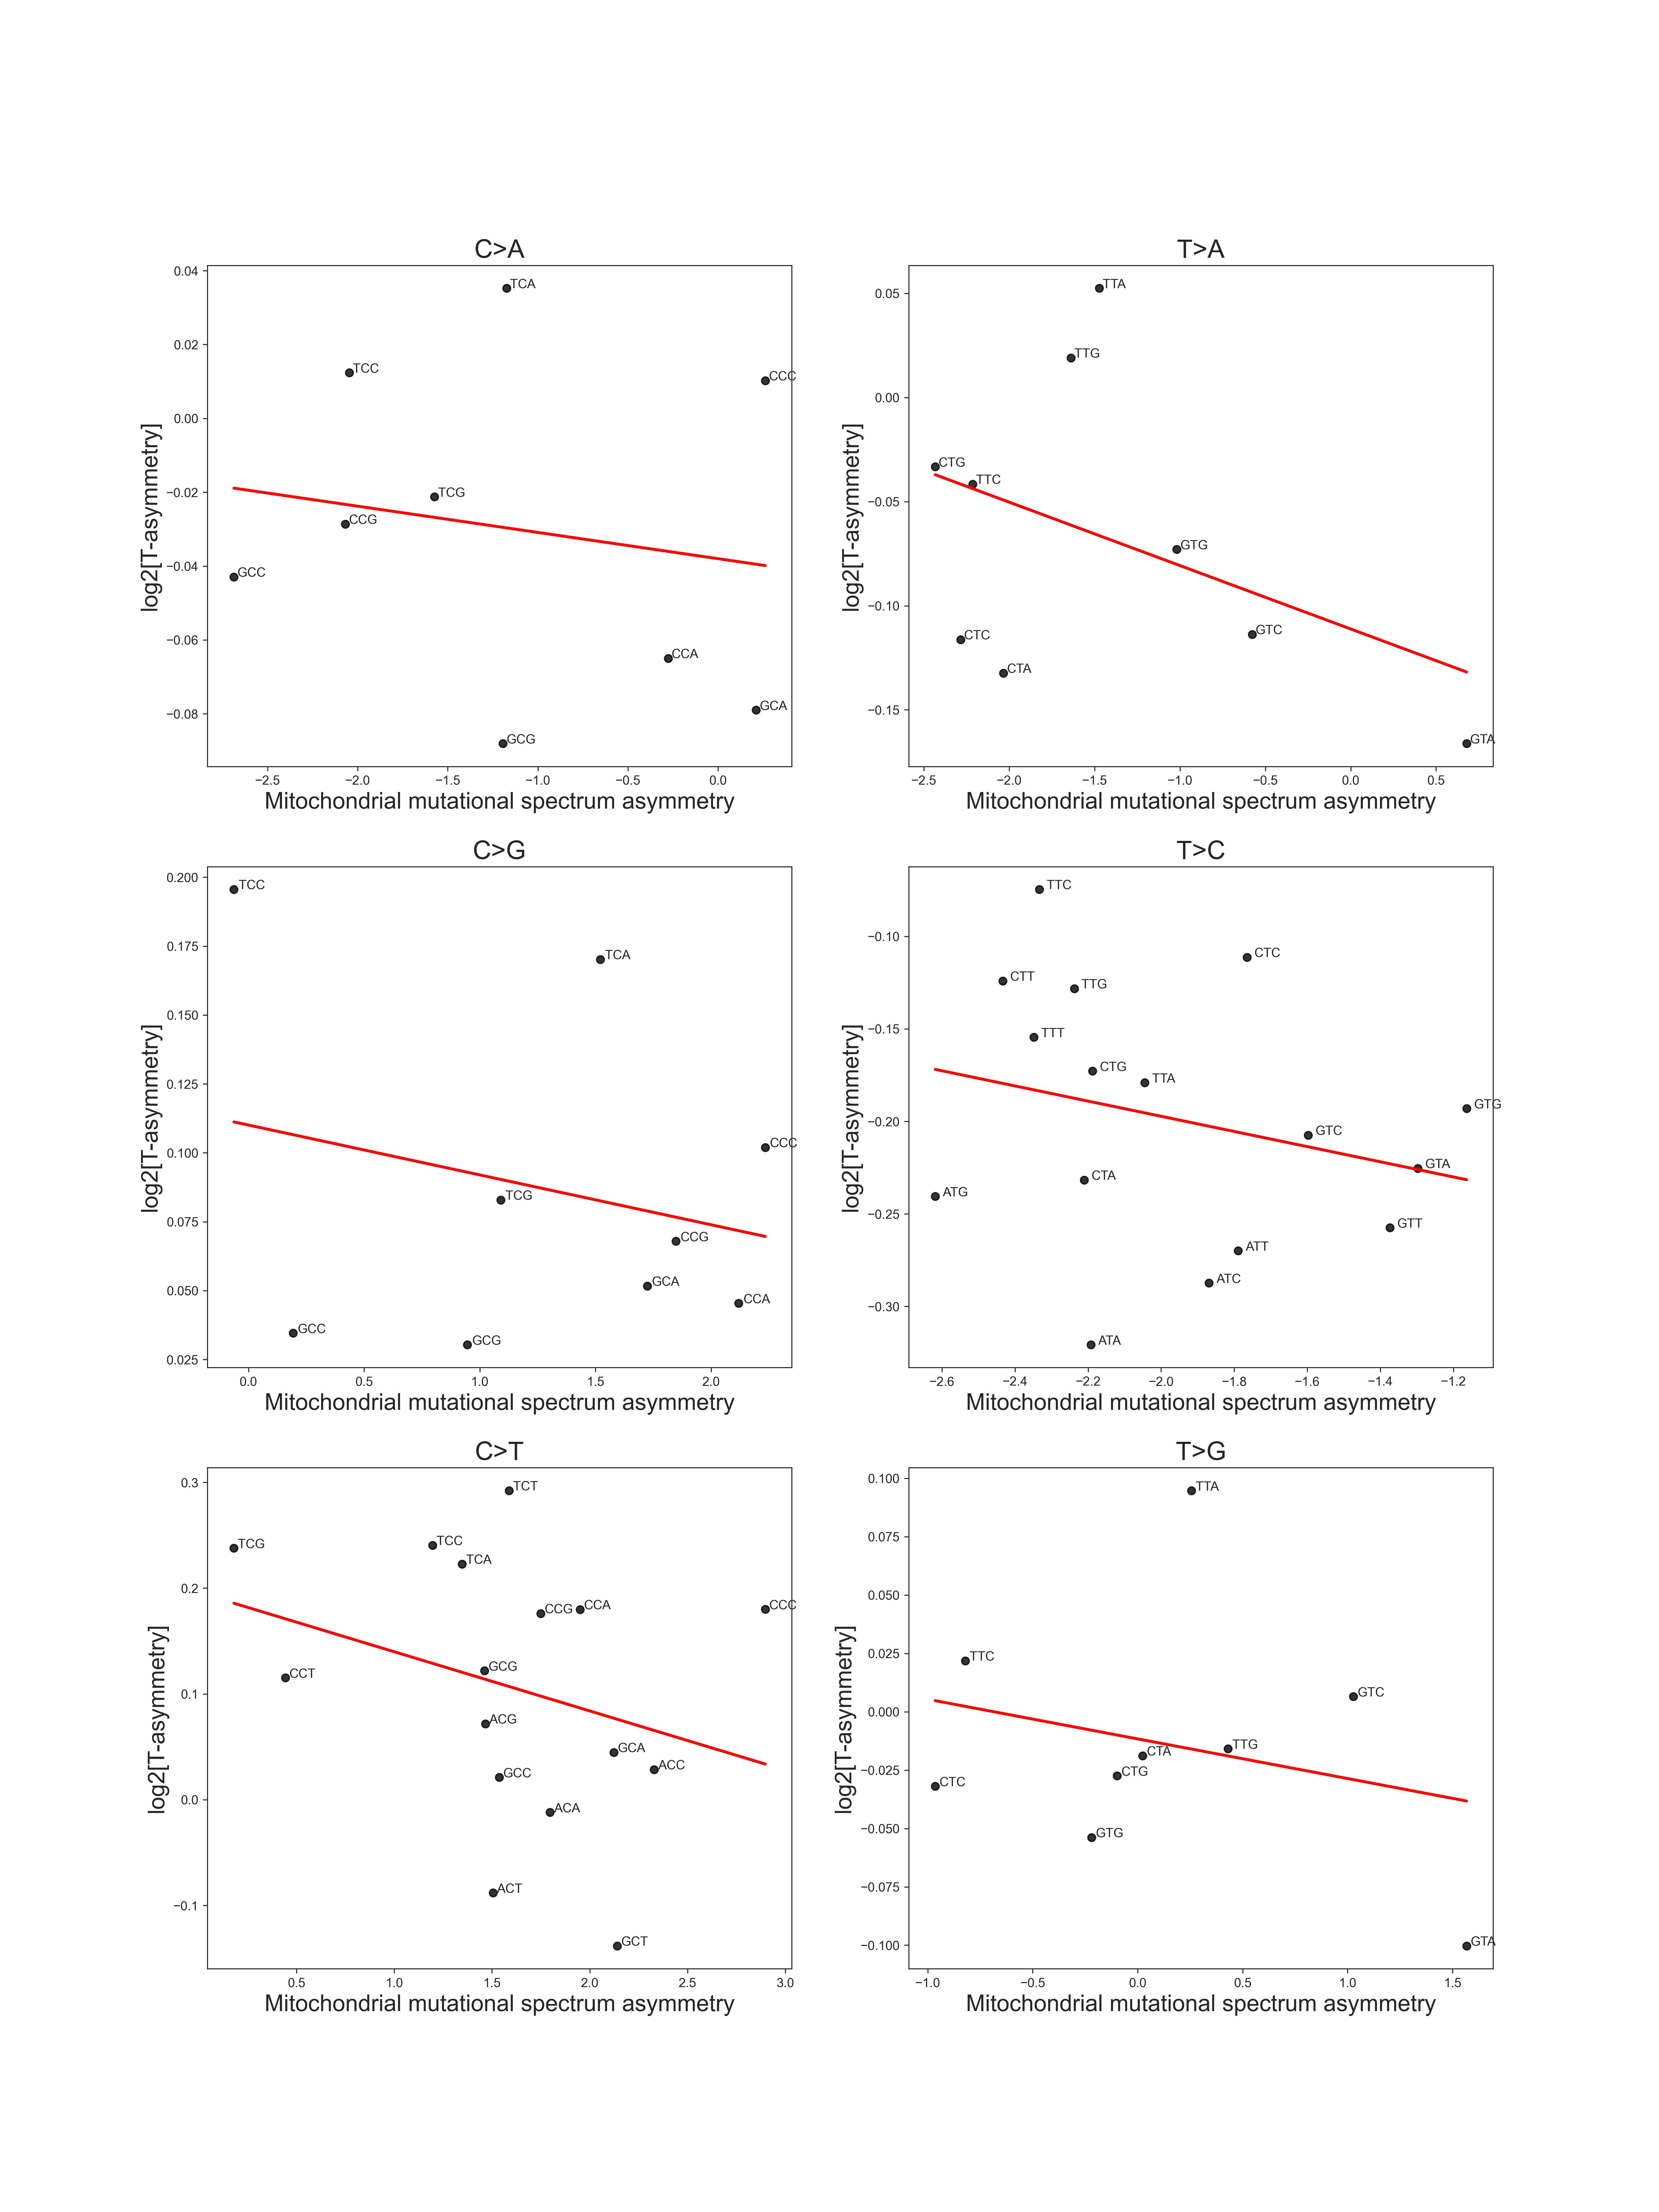 C>A
log2[T-asymmetry]
0.04
0.02
0.00
−0.02
−0.04
−0.06
−0.08
TCA
TCC
CCC
TCG
CCG
GCC
CCA
GCA
GCG
−2.5 −2.0 −1.5 −1.0 −0.5 0.0
Mitochondrial mutational spectrum asymmetry
T>A
log2[T-asymmetry]
0.05
0.00
−0.05
−0.10
−0.15
TTA
TTG
CTG
TTC
GTG
GTC
CTC
CTA
GTA
−2.5 −2.0 −1.5 −1.0 −0.5 0.0 0.5
Mitochondrial mutational spectrum asymmetry
C>G
log2[T-asymmetry]
0.200
0.175
0.150
0.125
0.100
0.075
0.050
0.025
TCC
TCA
CCC
TCG
CCG
GCA
CCA
GCC
GCG
0.0 0.5 1.0 1.5 2.0
Mitochondrial mutational spectrum asymmetry
T>C
log2[T-asymmetry]
−0.10
−0.15
−0.20
−0.25
−0.30
TTC
CTC
CTT
TTG
TTT
CTG
TTA
GTG
GTC
GTA
CTA
ATG
GTT
ATT
ATC
ATA
−2.6 −2.4 −2.2 −2.0 −1.8 −1.6 −1.4 −1.2
Mitochondrial mutational spectrum asymmetry
C>T
log2[T-asymmetry]
0.3
0.2
0.1
0.0
−0.1
TCT
TCG
TCC
TCA
CCG
CCA
CCC
GCG
CCT
ACG
GCA
ACC
GCC
ACA
ACT
GCT
0.5 1.0 1.5 2.0 2.5 3.0
Mitochondrial mutational spectrum asymmetry
T>G
log2[T-asymmetry]
0.100
0.075
0.050
0.025
0.000
−0.025
−0.050
−0.075
−0.100
TTA
TTC
GTC
TTG
CTA
CTG
CTC
GTG
GTA
−1.0 −0.5 0.0 0.5 1.0 1.5
Mitochondrial mutational spectrum asymmetry